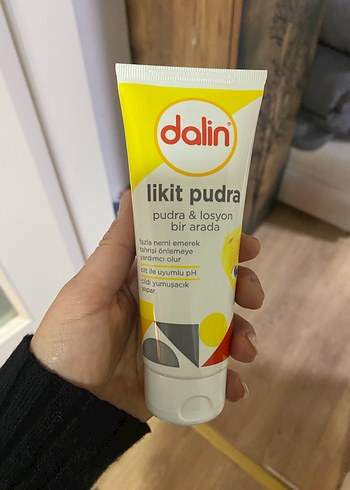 dalin
likit pudra
pudra & losyon
bir arada
fazla nemi emerek
tahrişi önlemeye
yardımcı olur
cilt ile uyumlu pH
cildi yumuşacık
yapar